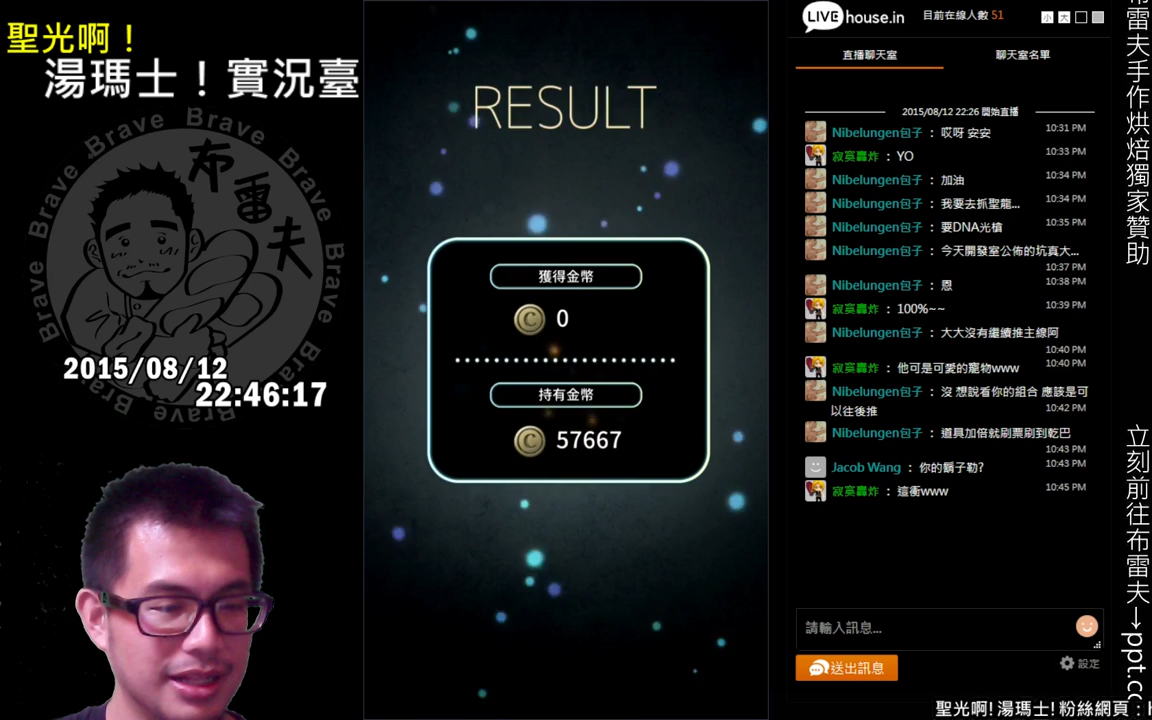 聖光啊！
湯瑪士！實況臺
Brave Brave Brave Brave Brave Brave Brave Brave
布雷夫
2015/08/12
22:46:17
RESULT
獲得金幣
C 0
持有金幣
C 57667
LIVE house.in
目前在線人數 51
小 大
直播聊天室
聊天室名單
2015/08/12 22:26 開始直播
Nibelungen包子 : 哎呀 安安 10:31 PM
寂寞轟炸 : YO 10:33 PM
Nibelungen包子 : 加油 10:34 PM
Nibelungen包子 : 我要去抓聖龍... 10:34 PM
Nibelungen包子 : 要DNA光槍 10:35 PM
Nibelungen包子 : 今天開發室公佈的坑真大...
10:37 PM
Nibelungen包子 : 恩 10:38 PM
寂寞轟炸 : 100%~~ 10:39 PM
Nibelungen包子 : 大大沒有繼續推主線阿
10:40 PM
寂寞轟炸 : 他可是可愛的寵物www 10:40 PM
Nibelungen包子 : 沒 想說看你的組合 應該是可
以往後推 10:42 PM
Nibelungen包子 : 道具加倍就刷票刷到乾巴
10:43 PM
Jacob Wang : 你的鬍子勒? 10:43 PM
寂寞轟炸 : 這衝www 10:45 PM
請輸入訊息...
送出訊息
設定
雷夫手作烘焙獨家贊助
立刻前往布雷夫→ppt.cc
聖光啊! 湯瑪士! 粉絲網頁：